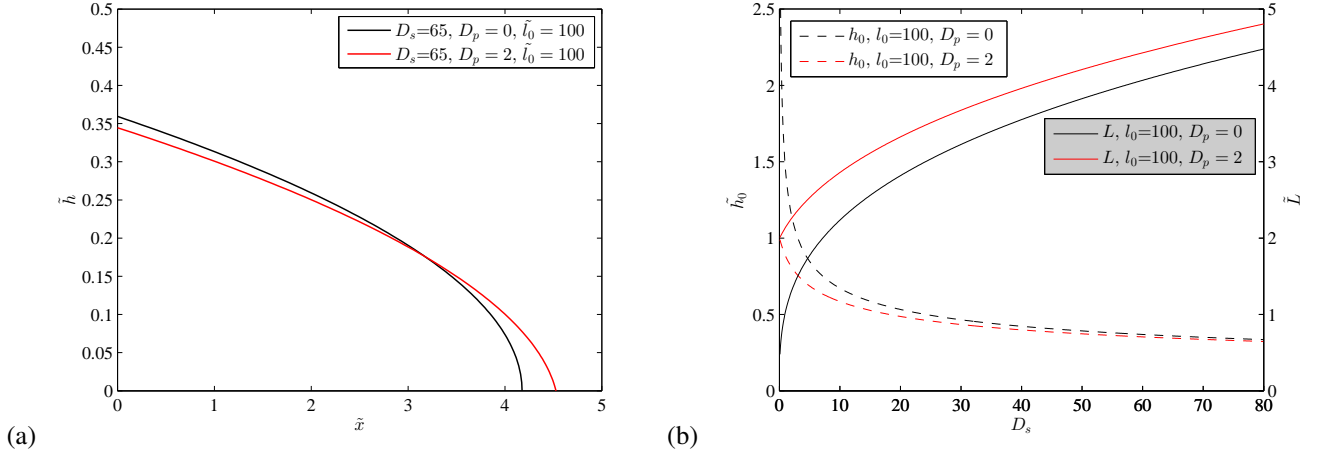 0.5
0.45
0.4
0.35
0.3
0.25
0.2
0.15
0.1
0.05
0
h̃
D_s=65, D_p = 0, l̃_0 = 100
D_s=65, D_p = 2, l̃_0 = 100
0 1 2 3 4 5
x̃
(a)
2.5
2
1.5
1
0.5
0
h̃_0
h_0, l_0=100, D_p = 0
h_0, l_0=100, D_p = 2
L, l_0=100, D_p = 0
L, l_0=100, D_p = 2
5
4
3
2
1
0
L̃
0 10 20 30 40 50 60 70 80
D_s
(b)